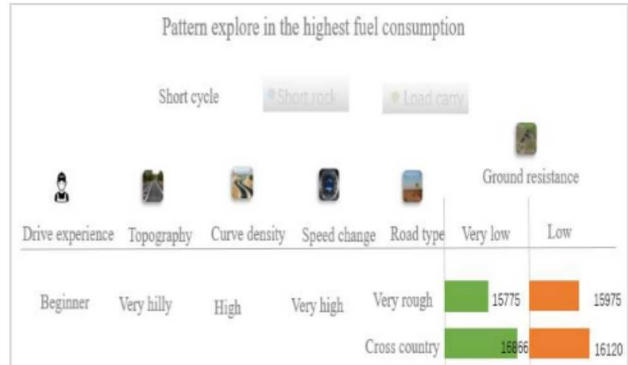 Pattern explore in the highest fuel consumption
Short cycle Short rock Load carry
Ground resistance
Drive experience Topography Curve density Speed change Road type Very low Low
Beginner Very hilly High Very high Very rough 15775 15975
Cross country 16866 16120